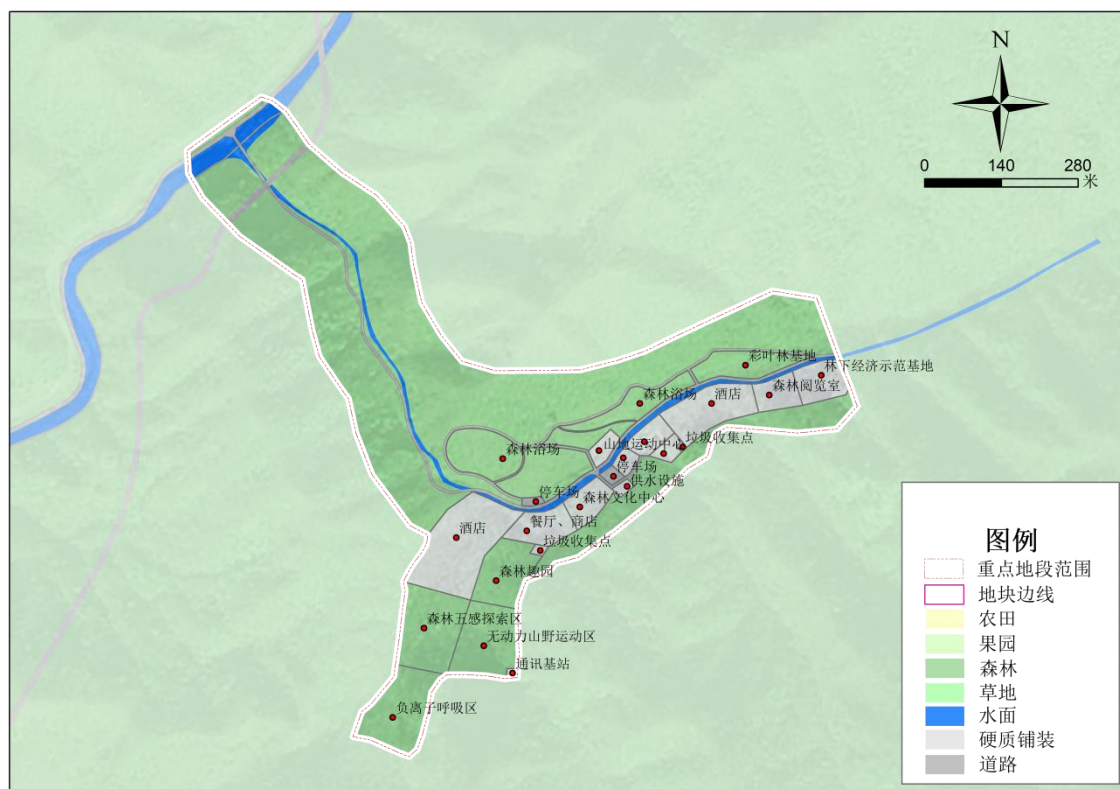 N
0 140 280
米
彩叶林基地
林下经济示范基地
森林浴场
酒店
森林阅览室
森林浴场
山地运动中心
垃圾收集点
停车场
供水设施
停车场
森林文化中心
酒店
餐厅、商店
垃圾收集点
森林趣园
森林五感探索区
无动力山野运动区
通讯基站
负离子呼吸区
图例
重点地段范围
地块边线
农田
果园
森林
草地
水面
硬质铺装
道路